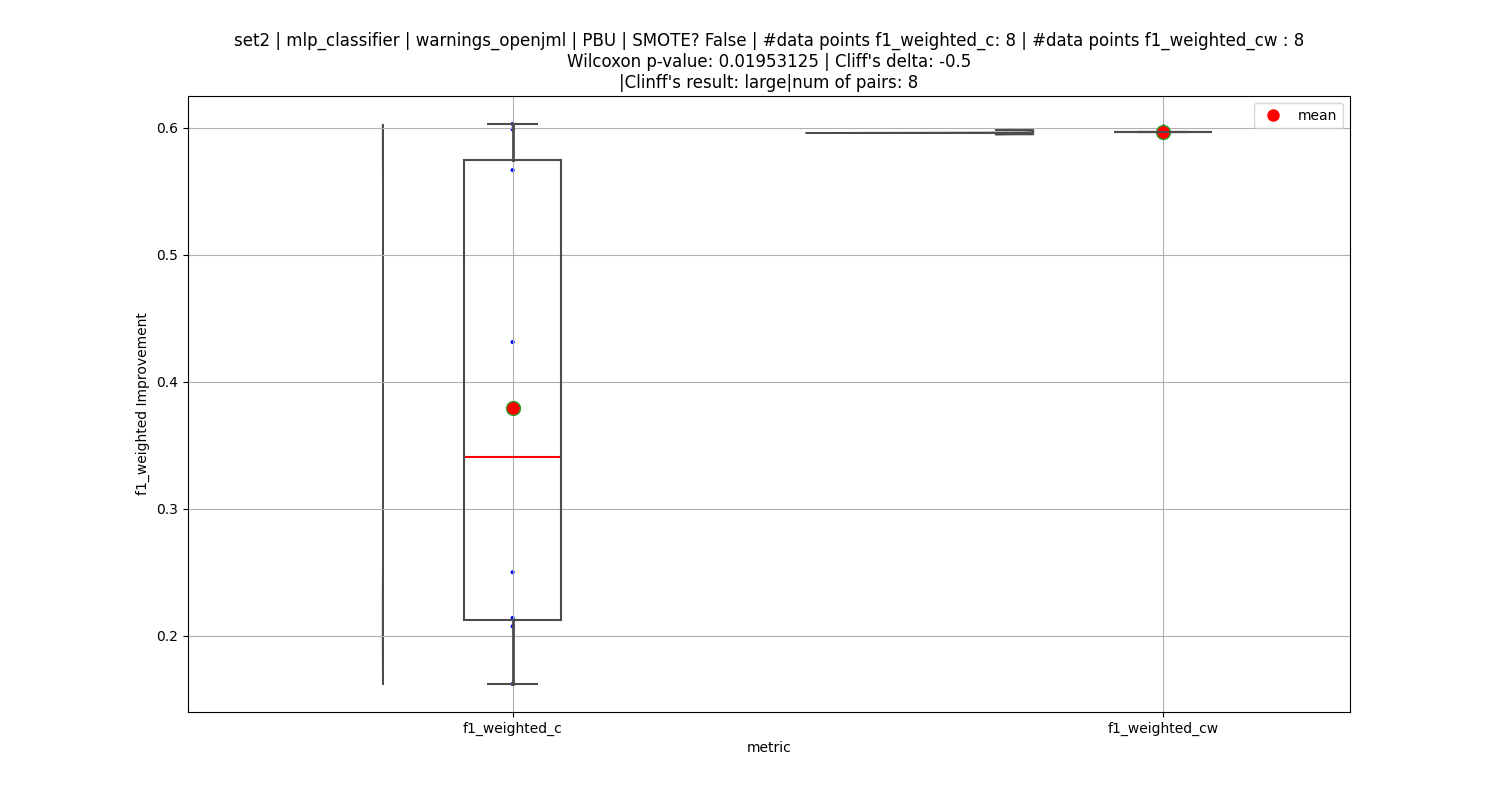 set2 | mlp_classifier | warnings_openjml | PBU | SMOTE? False | #data points f1_weighted_c: 8 | #data points f1_weighted_cw : 8
Wilcoxon p-value: 0.01953125 | Cliff's delta: -0.5
|Clinff's result: large|num of pairs: 8
mean
0.6
0.5
0.4
0.3
0.2
f1_weighted Improvement
f1_weighted_c
f1_weighted_cw
metric